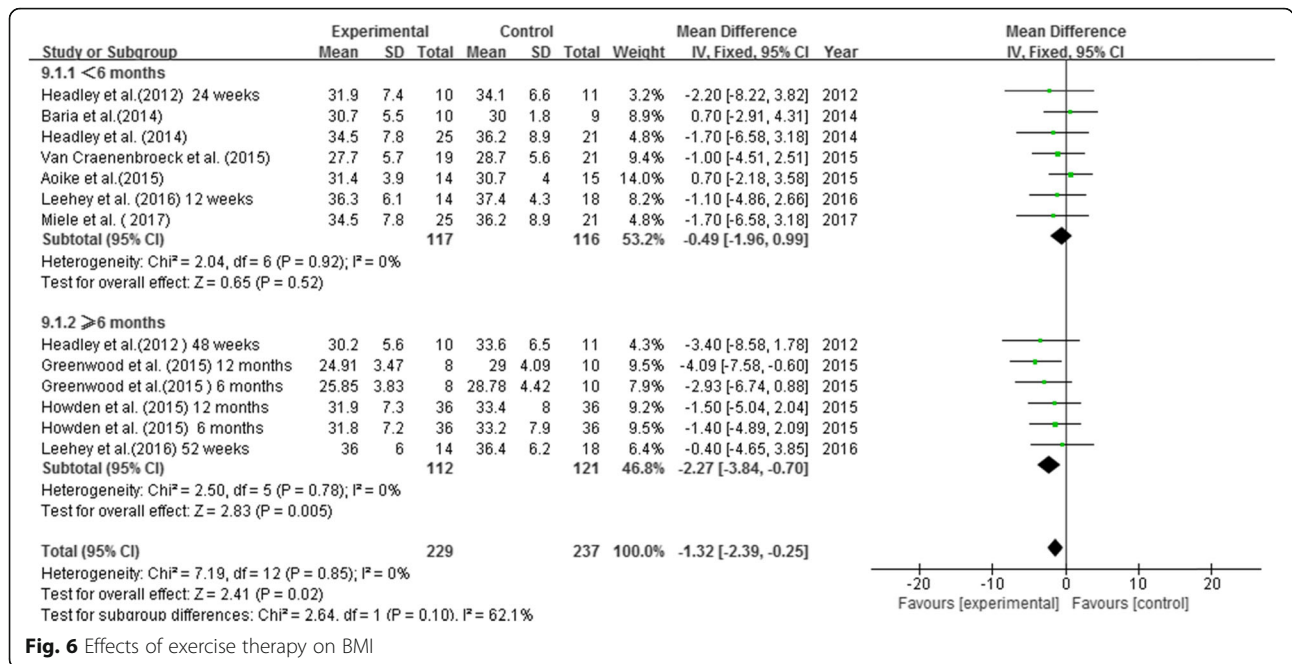 Experimental Control Mean Difference Mean Difference
Study or Subgroup Mean SD Total Mean SD Total Weight IV, Fixed, 95% CI Year IV, Fixed, 95% CI
9.1.1 <6 months
Headley et al.(2012) 24 weeks 31.9 7.4 10 34.1 6.6 11 3.2% -2.20 [-8.22, 3.82] 2012
Baria et al.(2014) 30.7 5.5 10 30 1.8 9 8.9% 0.70 [-2.91, 4.31] 2014
Headley et al.(2014) 34.5 7.8 25 36.2 8.9 21 4.8% -1.70 [-6.58, 3.18] 2014
Van Craenenbroeck et al. (2015) 27.7 5.7 19 28.7 5.6 21 9.4% -1.00 [-4.51, 2.51] 2015
Aoike et al.(2015) 31.4 3.9 14 30.7 4 15 14.0% 0.70 [-2.18, 3.58] 2015
Leehey et al.(2016) 12 weeks 36.3 6.1 14 37.4 4.3 18 8.2% -1.10 [-4.86, 2.66] 2016
Miele et al. ( 2017) 34.5 7.8 25 36.2 8.9 21 4.8% -1.70 [-6.58, 3.18] 2017
Subtotal (95% CI) 117 116 53.2% -0.49 [-1.96, 0.99]
Heterogeneity: Chi² = 2.04, df = 6 (P = 0.92); I² = 0%
Test for overall effect: Z = 0.65 (P = 0.52)
9.1.2 ⩾6 months
Headley et al.(2012 ) 48 weeks 30.2 5.6 10 33.6 6.5 11 4.3% -3.40 [-8.58, 1.78] 2012
Greenwood et al. (2015) 12 months 24.91 3.47 8 29 4.09 10 9.5% -4.09 [-7.58, -0.60] 2015
Greenwood et al.(2015 ) 6 months 25.85 3.83 8 28.78 4.42 10 7.9% -2.93 [-6.74, 0.88] 2015
Howden et al. (2015) 12 months 31.9 7.3 36 33.4 8 36 9.2% -1.50 [-5.04, 2.04] 2015
Howden et al. (2015) 6 months 31.8 7.2 36 33.2 7.9 36 9.5% -1.40 [-4.89, 2.09] 2015
Leehey et al.(2016) 52 weeks 36 6 14 36.4 6.2 18 6.4% -0.40 [-4.65, 3.85] 2016
Subtotal (95% CI) 112 121 46.8% -2.27 [-3.84, -0.70]
Heterogeneity: Chi² = 2.50, df = 5 (P = 0.78); I² = 0%
Test for overall effect: Z = 2.83 (P = 0.005)
Total (95% CI) 229 237 100.0% -1.32 [-2.39, -0.25]
Heterogeneity: Chi² = 7.19, df = 12 (P = 0.85); I² = 0%
Test for overall effect: Z = 2.41 (P = 0.02)
Test for subgroup differences: Chi² = 2.64, df = 1 (P = 0.10), I² = 62.1%
-20 -10 0 10 20
Favours [experimental] Favours [control]
Fig. 6 Effects of exercise therapy on BMI